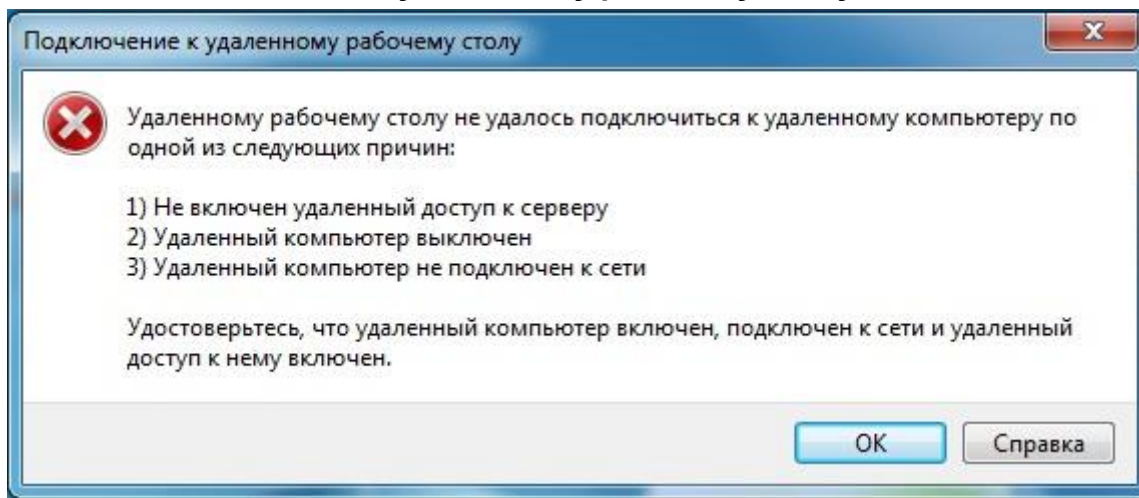 Подключение к удаленному рабочему столу
Удаленному рабочему столу не удалось подключиться к удаленному компьютеру по
одной из следующих причин:
1) Не включен удаленный доступ к серверу
2) Удаленный компьютер выключен
3) Удаленный компьютер не подключен к сети
Удостоверьтесь, что удаленный компьютер включен, подключен к сети и удаленный
доступ к нему включен.
ОК
Справка